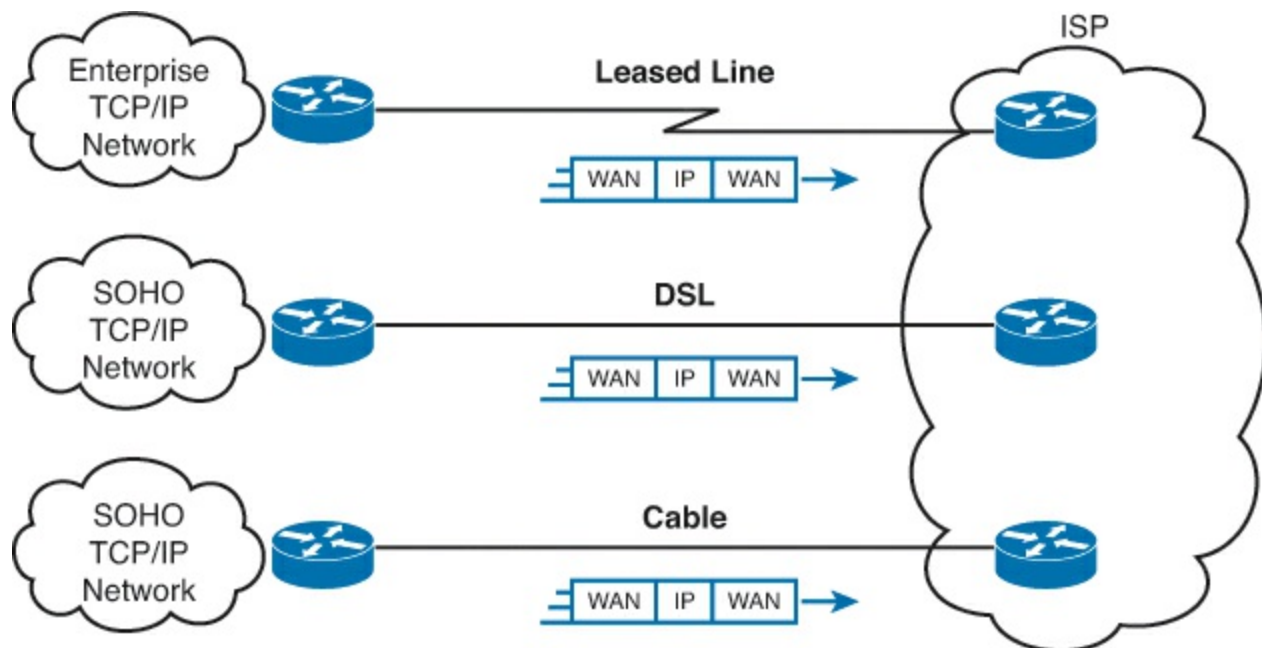 ISP
Enterprise
TCP/IP
Network
Leased Line
WAN IP WAN
SOHO
TCP/IP
Network
DSL
WAN IP WAN
SOHO
TCP/IP
Network
Cable
WAN IP WAN